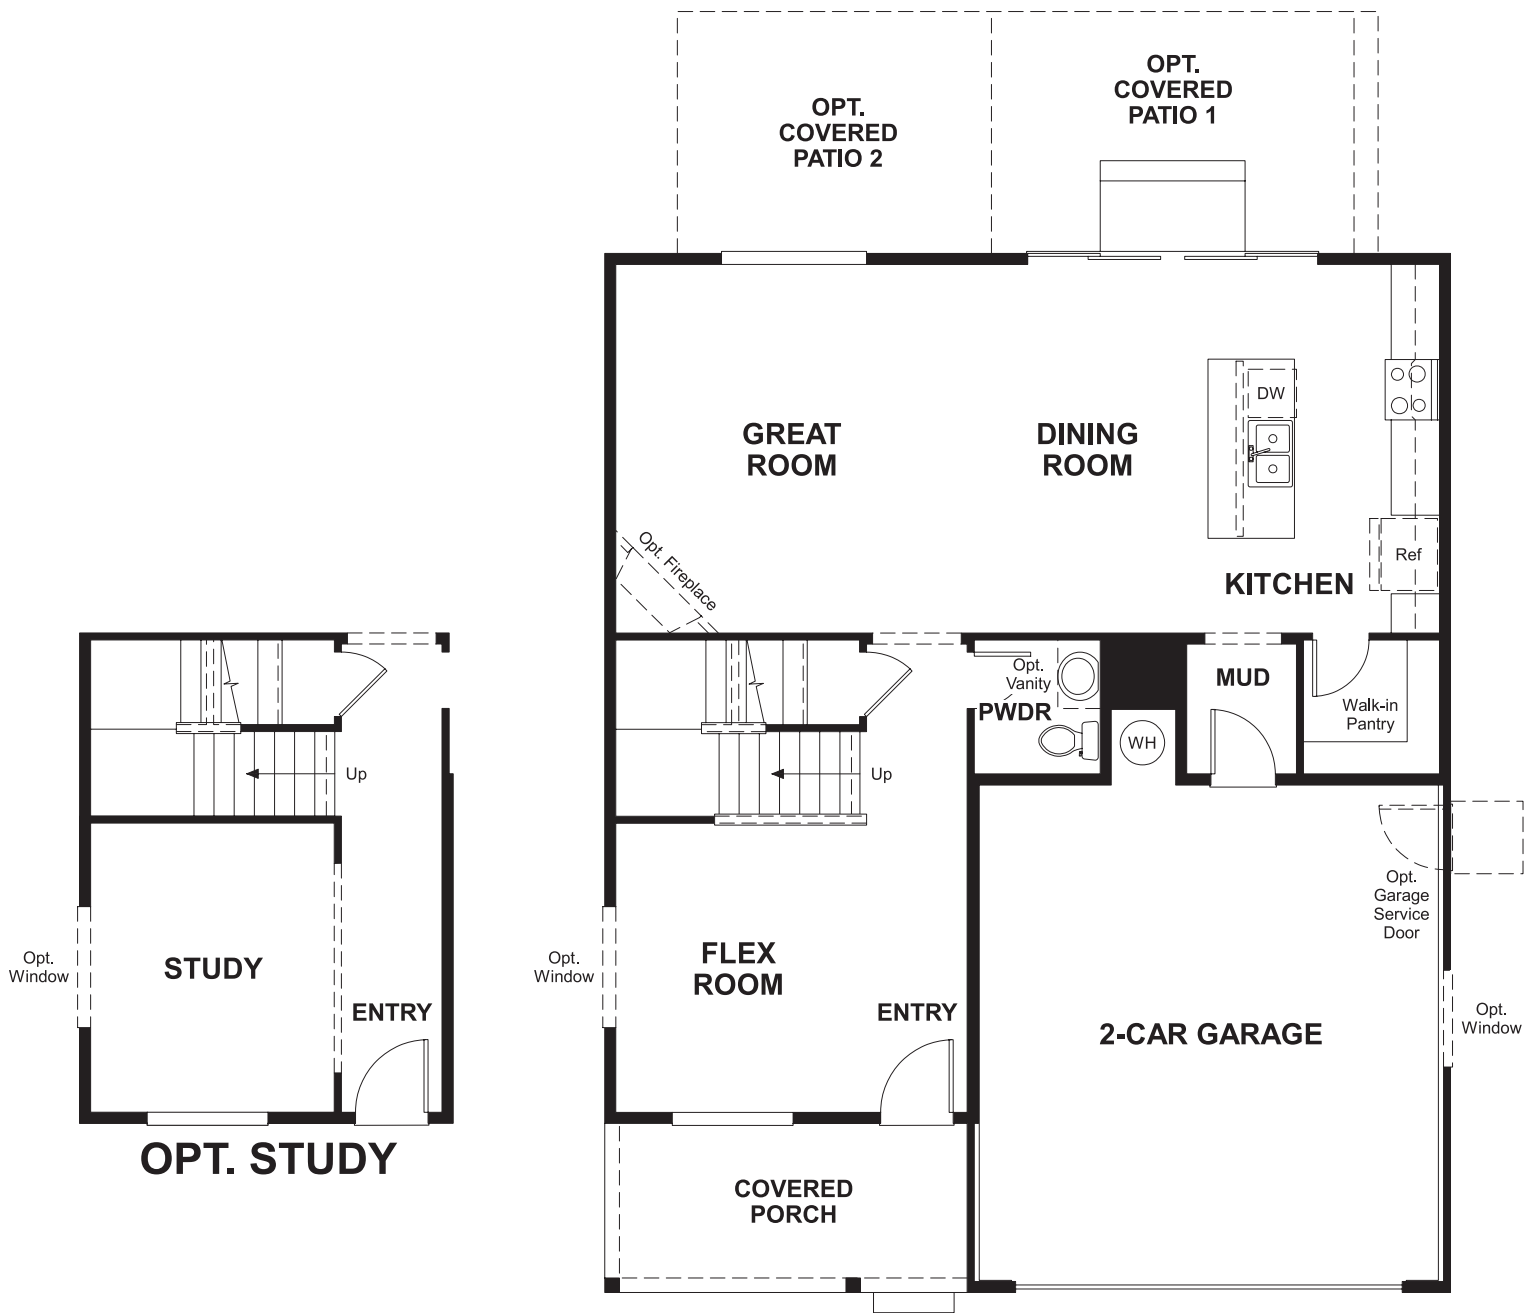 OPT.
COVERED
PATIO 1
OPT.
COVERED
PATIO 2
DW
GREAT
ROOM
DINING
ROOM
Opt. Fireplace
Ref
KITCHEN
Opt.
Vanity
PWDR
MUD
Walk-in
Pantry
WH
Up
Up
Opt.
Garage
Service
Door
Opt.
Window
STUDY
ENTRY
Opt.
Window
FLEX
ROOM
ENTRY
2-CAR GARAGE
Opt.
Window
OPT. STUDY
COVERED
PORCH